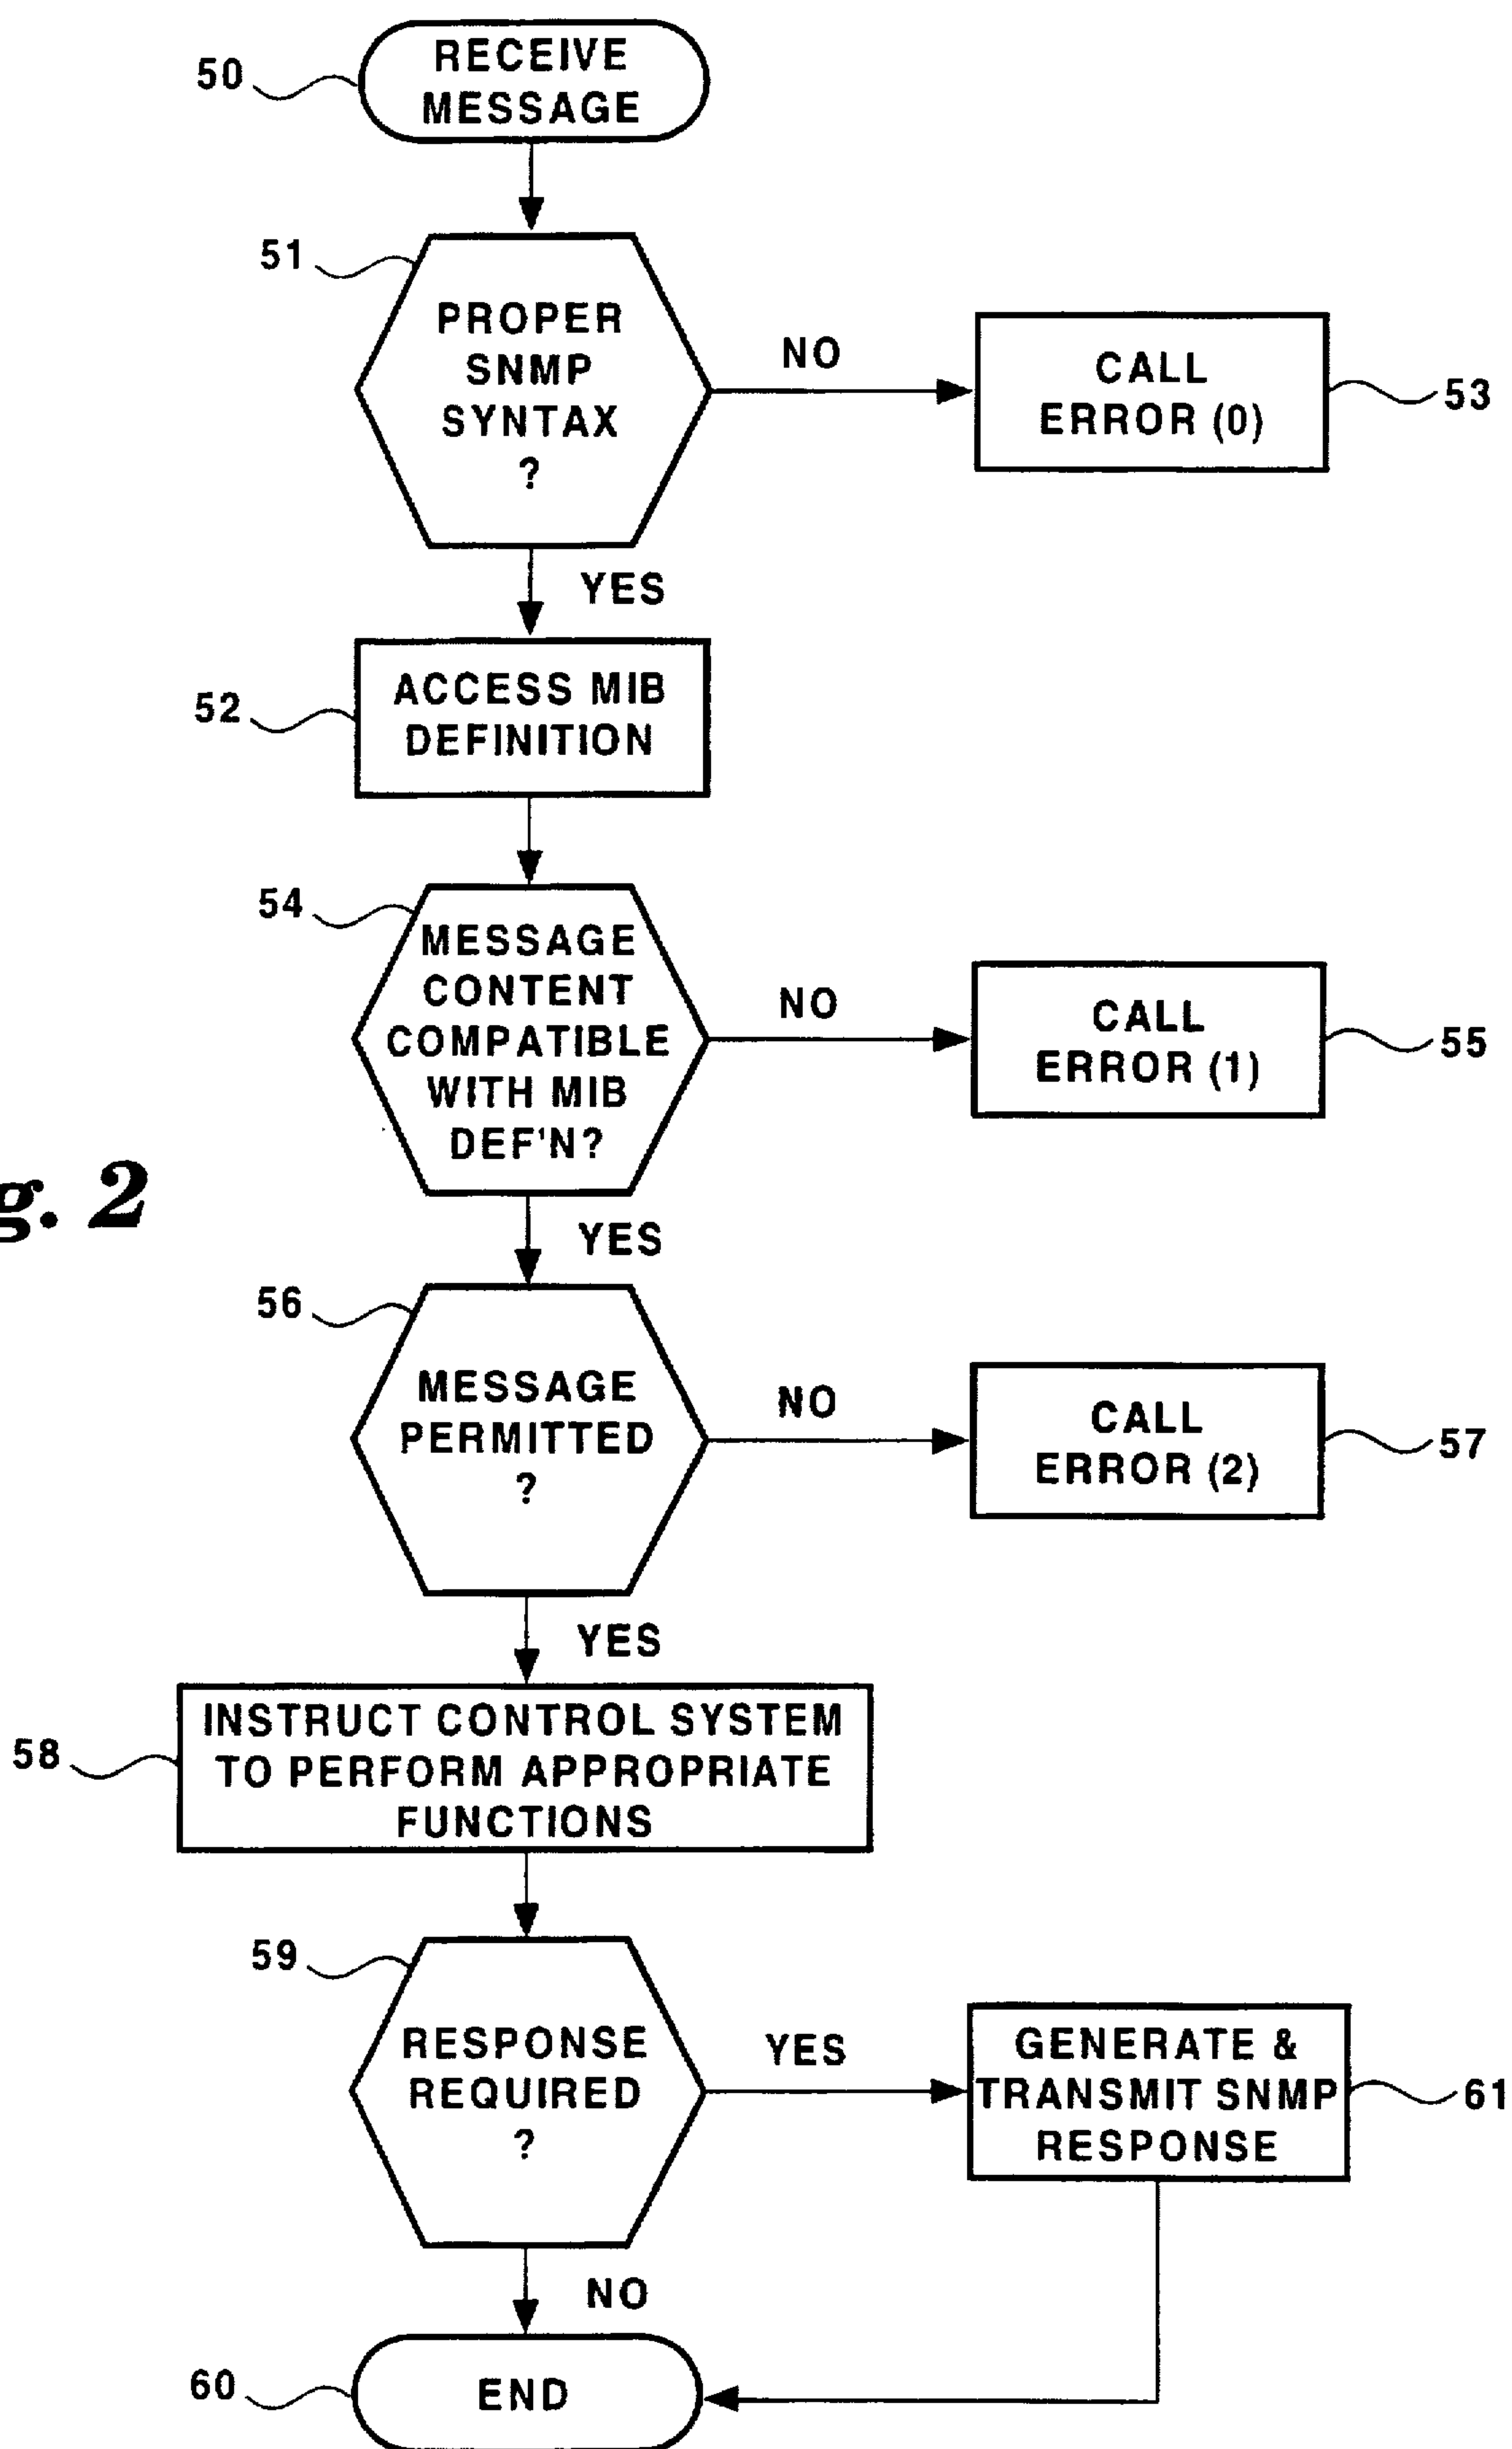 50
RECEIVE
MESSAGE
51
PROPER
SNMP
SYNTAX
?
NO
CALL
ERROR (0)
53
YES
52
ACCESS MIB
DEFINITION
54
MESSAGE
CONTENT
COMPATIBLE
WITH MIB
DEF'N?
NO
CALL
ERROR (1)
55
g. 2
YES
56
MESSAGE
PERMITTED
?
NO
CALL
ERROR (2)
57
YES
58
INSTRUCT CONTROL SYSTEM
TO PERFORM APPROPRIATE
FUNCTIONS
59
RESPONSE
REQUIRED
?
YES
GENERATE &
TRANSMIT SNMP
RESPONSE
61
NO
60
END